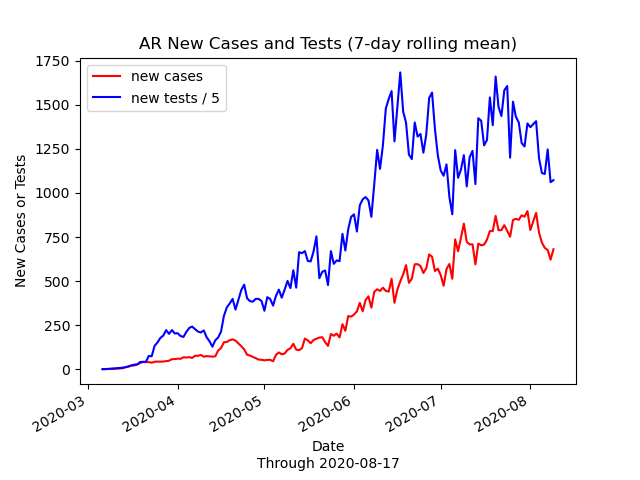 AR New Cases and Tests (7-day rolling mean)
new cases
new tests / 5
New Cases or Tests
1750
1500
1250
1000
750
500
250
0
2020-03
2020-04
2020-05
2020-06
2020-07
2020-08
Date
Through 2020-08-17